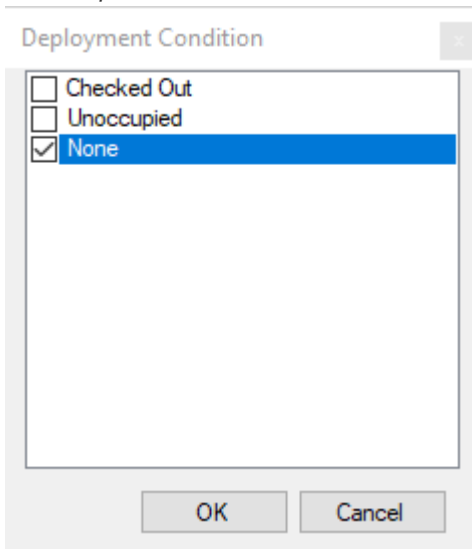 Deployment Condition
x
Checked Out
Unoccupied
None
OK Cancel